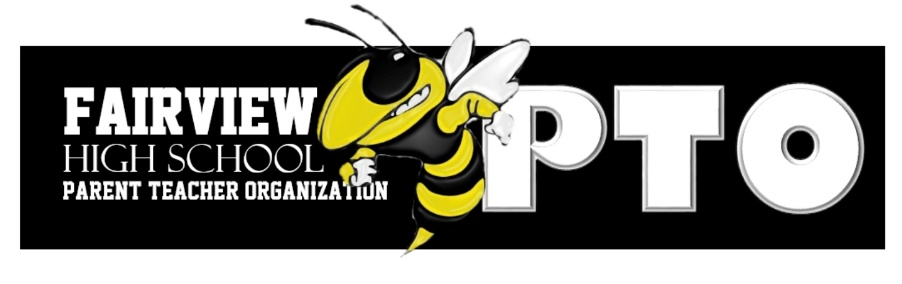 FAIRVIEW
HIGH SCHOOL
PARENT TEACHER ORGANIZATION
PTO